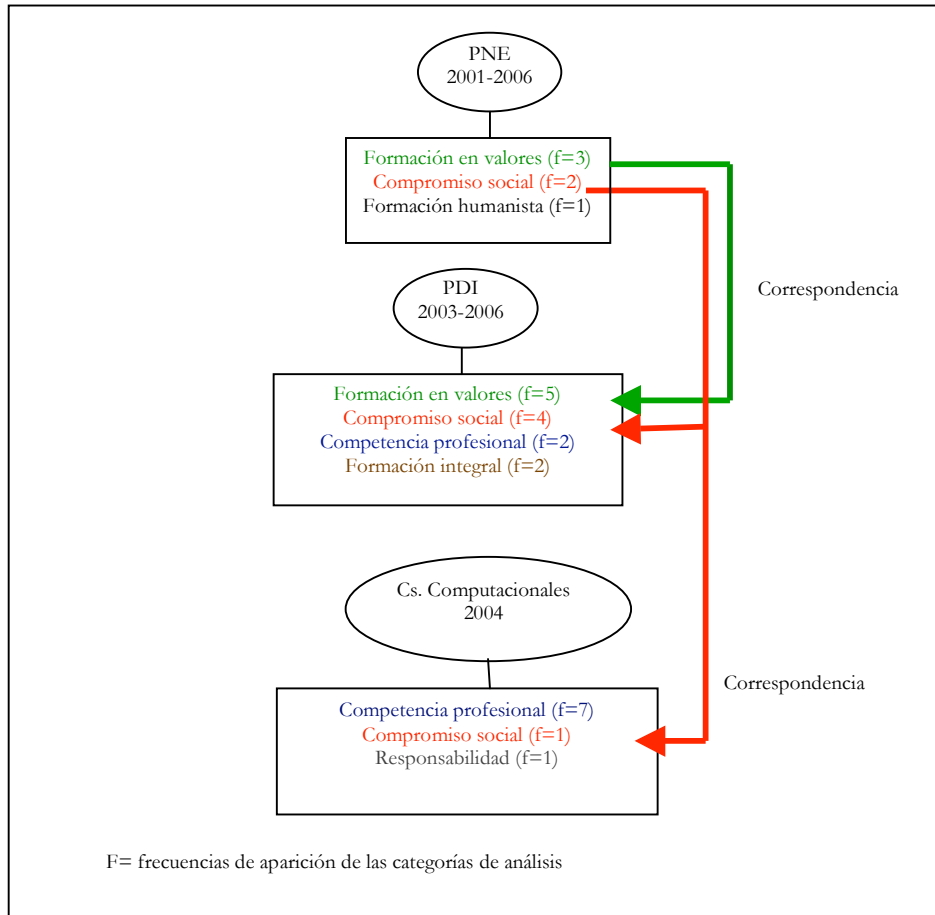 PNE
2001-2006
Formación en valores (f=3)
Compromiso social (f=2)
Formación humanista (f=1)
PDI
2003-2006
Correspondencia
Formación en valores (f=5)
Compromiso social (f=4)
Competencia profesional (f=2)
Formación integral (f=2)
Cs. Computacionales
2004
Correspondencia
Competencia profesional (f=7)
Compromiso social (f=1)
Responsabilidad (f=1)
F= frecuencias de aparición de las categorías de análisis